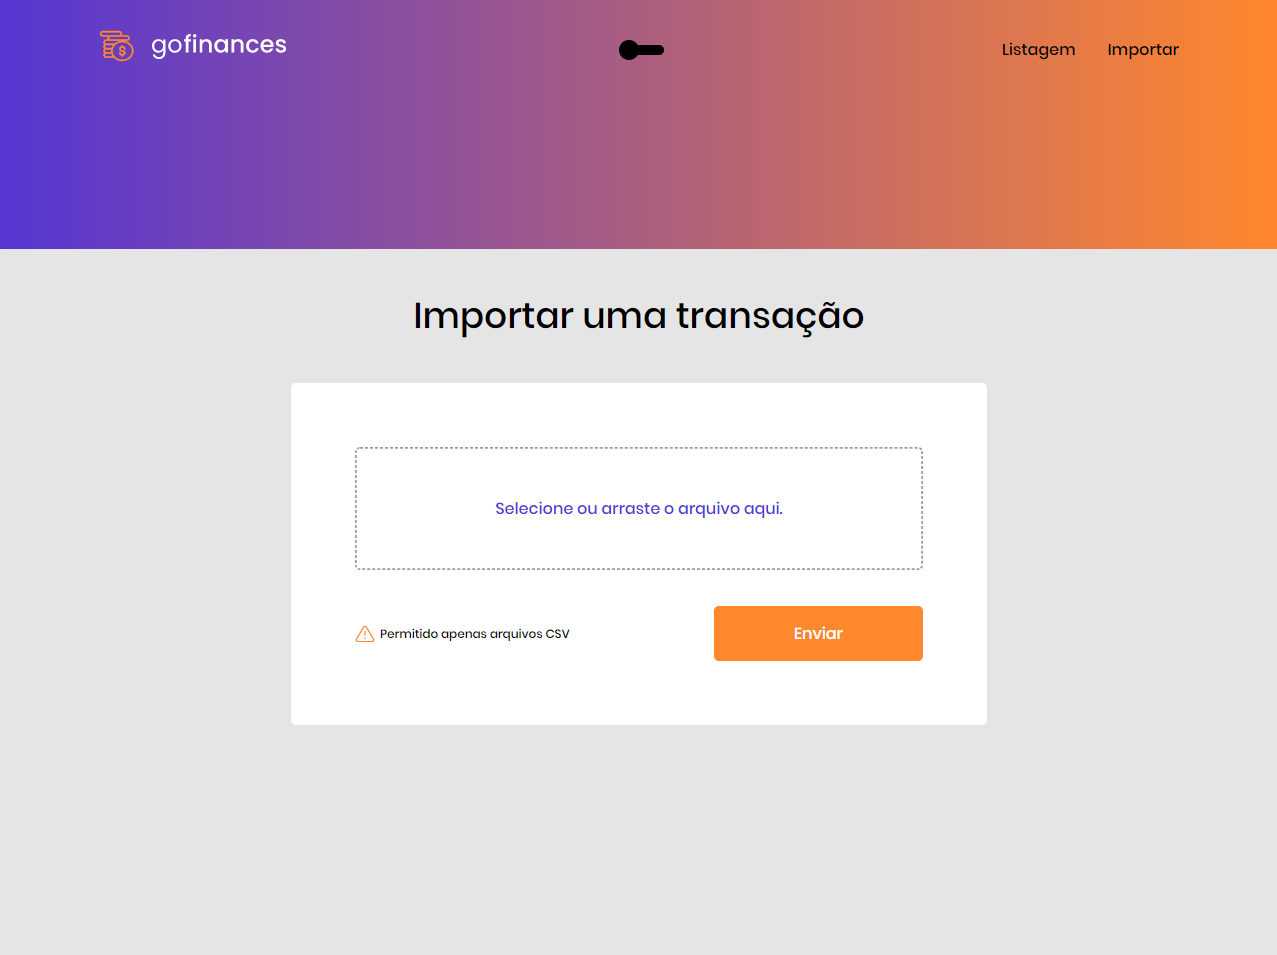 gofinances
Listagem
Importar
Importar uma transação
Selecione ou arraste o arquivo aqui.
Permitido apenas arquivos CSV
Enviar